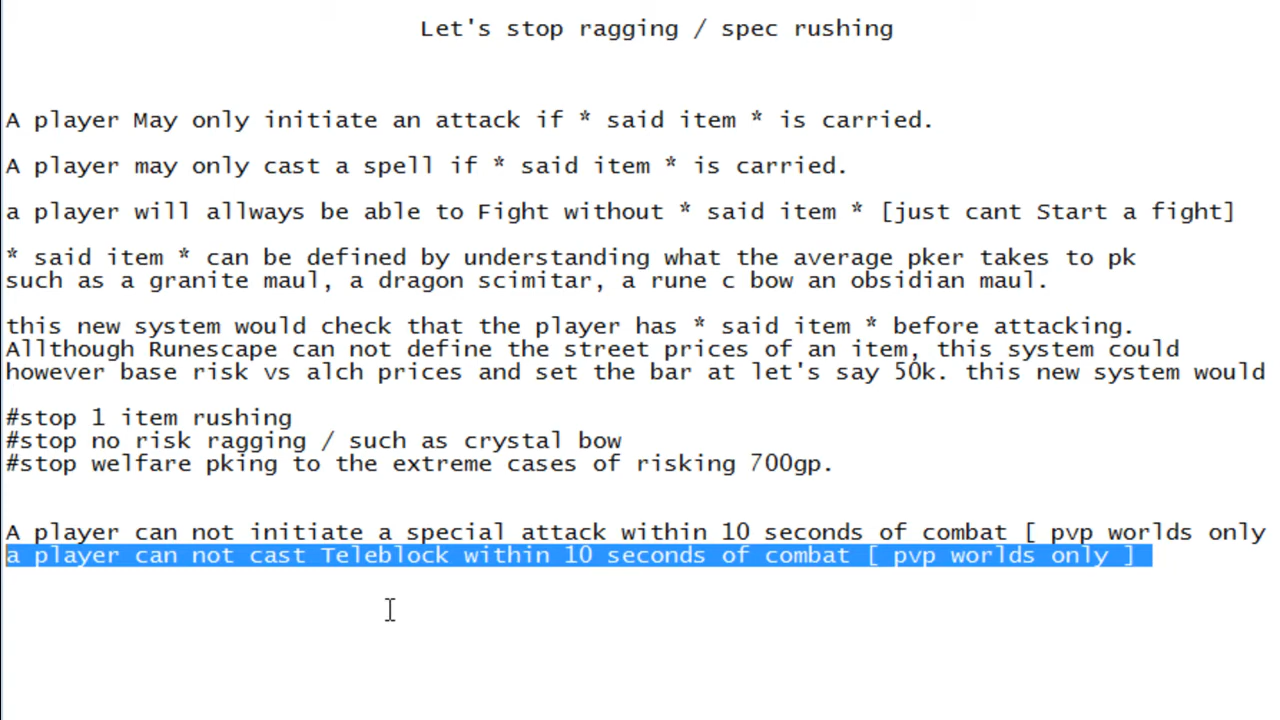 Let's stop ragging / spec rushing
A player May only initiate an attack if * said item * is carried.
A player may only cast a spell if * said item * is carried.
a player will allways be able to Fight without * said item * [just cant Start a fight]
* said item * can be defined by understanding what the average pker takes to pk
such as a granite maul, a dragon scimitar, a rune c bow an obsidian maul.
this new system would check that the player has * said item * before attacking.
Allthough Runescape can not define the street prices of an item, this system could
however base risk vs alch prices and set the bar at let's say 50k. this new system would
#stop 1 item rushing
#stop no risk ragging / such as crystal bow
#stop welfare pking to the extreme cases of risking 700gp.
A player can not initiate a special attack within 10 seconds of combat [ pvp worlds only
a player can not cast Teleblock within 10 seconds of combat [ pvp worlds only ]